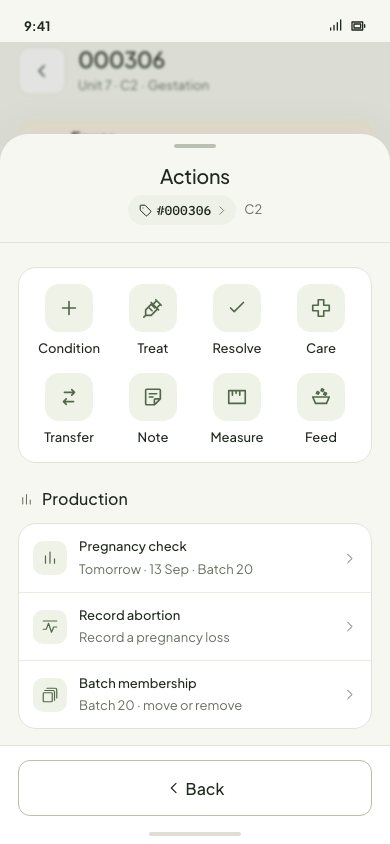 9:41
000306
Unit 7 · C2 · Gestation
Actions
#000306 C2
Condition Treat Resolve Care
Transfer Note Measure Feed
Production
Pregnancy check
Tomorrow · 13 Sep · Batch 20
Record abortion
Record a pregnancy loss
Batch membership
Batch 20 · move or remove
Back